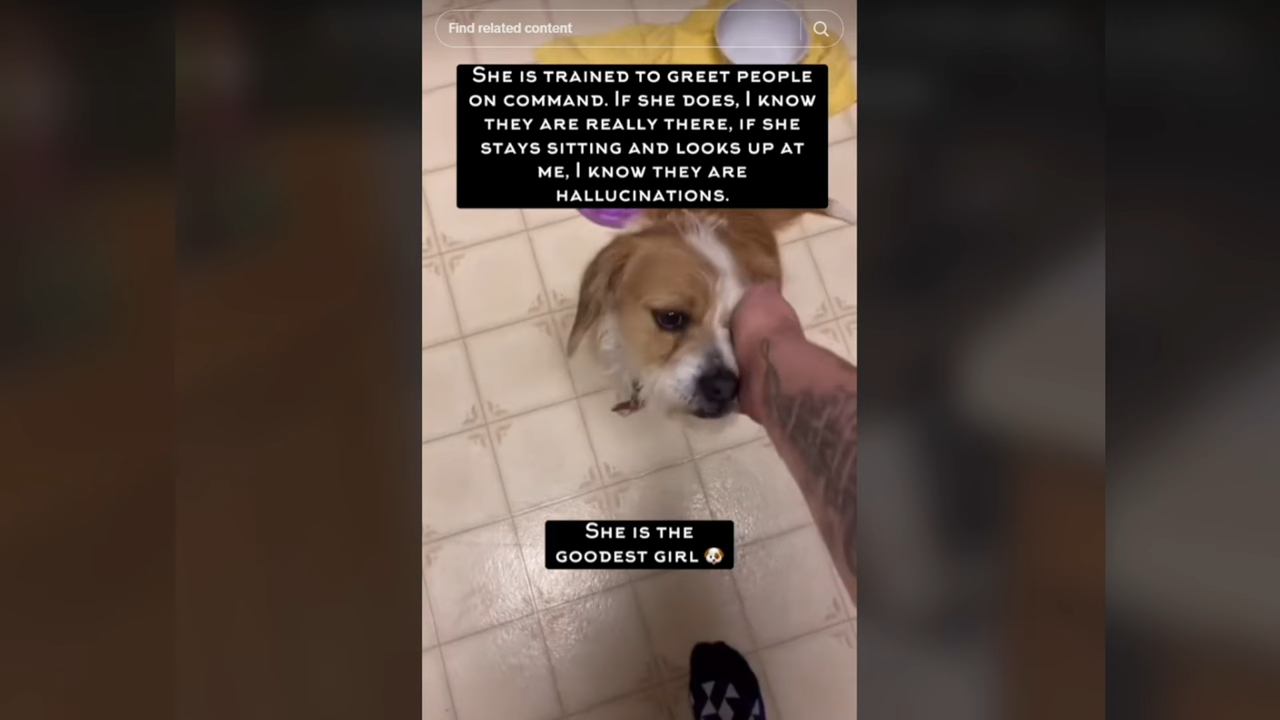 Find related content
She is trained to greet people
on command. If she does, I know
they are really there, if she
stays sitting and looks up at
me, I know they are
hallucinations.
She is the
goodest girl 🐶